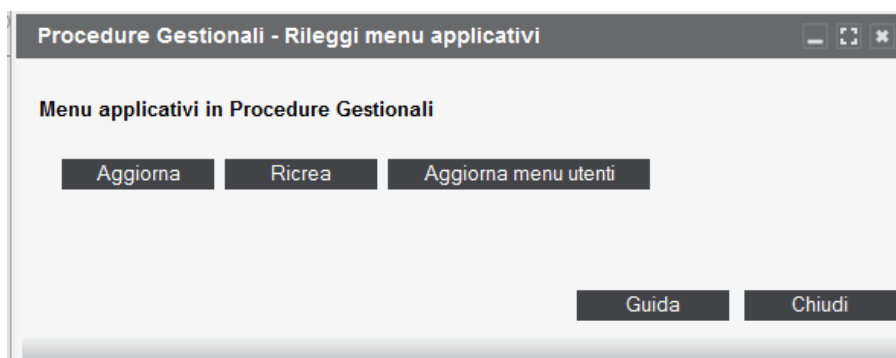 Procedure Gestionali - Rileggi menu applicativi
Menu applicativi in Procedure Gestionali
Aggiorna Ricrea Aggiorna menu utenti
Guida Chiudi